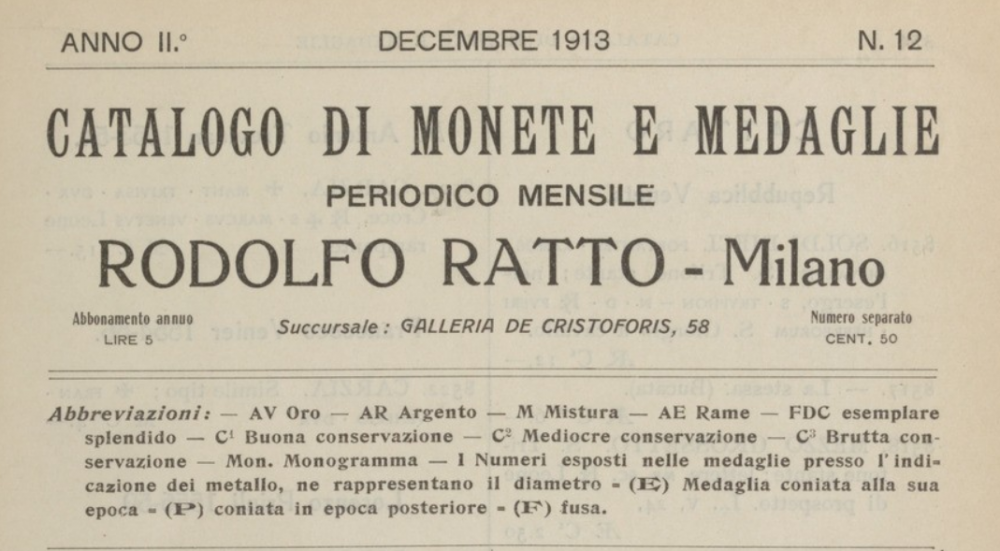 ANNO II.° DECEMBRE 1913 N. 12
CATALOGO DI MONETE E MEDAGLIE
PERIODICO MENSILE
RODOLFO RATTO - Milano
Abbonamento annuo
LIRE 5
Succursale: GALLERIA DE CRISTOFORIS, 58
Numero separato
CENT. 50
Abbreviazioni: — AV Oro — AR Argento — M Mistura — AE Rame — FDC esemplare
splendido — C¹ Buona conservazione — C² Mediocre conservazione — C³ Brutta con-
servazione — Mon. Monogramma — I Numeri esposti nelle medaglie presso l'indi-
cazione dei metallo, ne rappresentano il diametro - (E) Medaglia coniata alla sua
epoca - (P) coniata in epoca posteriore - (F) fusa.